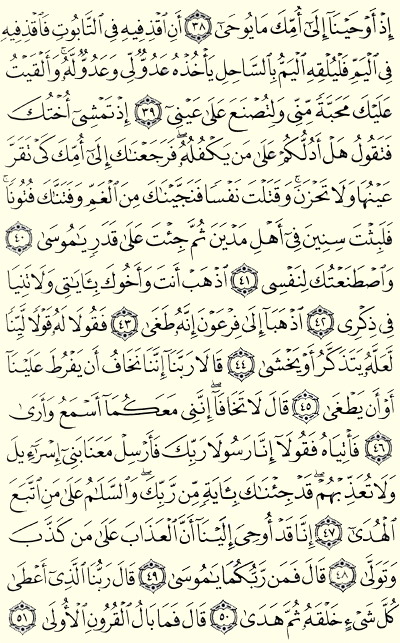 إِذْ أَوْحَيْنَآ إِلَىٰٓ أُمِّكَ مَا يُوحَىٰٓ ٣٨ أَنِ ٱقْذِفِيهِ فِى ٱلتَّابُوتِ فَٱقْذِفِيهِ
فِى ٱلْيَمِّ فَلْيُلْقِهِ ٱلْيَمُّ بِٱلسَّاحِلِ يَأْخُذْهُ عَدُوٌّ لِّى وَعَدُوٌّ لَّهُۥ ۚ وَأَلْقَيْتُ
عَلَيْكَ مَحَبَّةً مِّنِّى وَلِتُصْنَعَ عَلَىٰ عَيْنِىٓ ٣٩ إِذْ تَمْشِىٓ أُخْتُكَ
فَتَقُولُ هَلْ أَدُلُّكُمْ عَلَىٰ مَن يَكْفُلُهُۥ ۖ فَرَجَعْنَٰكَ إِلَىٰٓ أُمِّكَ كَىْ تَقَرَّ
عَيْنُهَا وَلَا تَحْزَنَ ۚ وَقَتَلْتَ نَفْسًا فَنَجَّيْنَٰكَ مِنَ ٱلْغَمِّ وَفَتَنَّٰكَ فُتُونًا ۚ
فَلَبِثْتَ سِنِينَ فِىٓ أَهْلِ مَدْيَنَ ثُمَّ جِئْتَ عَلَىٰ قَدَرٍ يَٰمُوسَىٰ ٤٠
وَٱصْطَنَعْتُكَ لِنَفْسِى ٤١ ٱذْهَبْ أَنتَ وَأَخُوكَ بِـَٔايَٰتِى وَلَا تَنِيَا
فِى ذِكْرِى ٤٢ ٱذْهَبَآ إِلَىٰ فِرْعَوْنَ إِنَّهُۥ طَغَىٰ ٤٣ فَقُولَا لَهُۥ قَوْلًا لَّيِّنًا
لَّعَلَّهُۥ يَتَذَكَّرُ أَوْ يَخْشَىٰ ٤٤ قَالَا رَبَّنَآ إِنَّنَا نَخَافُ أَن يَفْرُطَ عَلَيْنَآ
أَوْ أَن يَطْغَىٰ ٤٥ قَالَ لَا تَخَافَآ ۖ إِنَّنِى مَعَكُمَآ أَسْمَعُ وَأَرَىٰ
٤٦ فَأْتِيَاهُ فَقُولَآ إِنَّا رَسُولَا رَبِّكَ فَأَرْسِلْ مَعَنَا بَنِىٓ إِسْرَٰٓءِيلَ
وَلَا تُعَذِّبْهُمْ ۖ قَدْ جِئْنَٰكَ بِـَٔايَةٍ مِّن رَّبِّكَ ۖ وَٱلسَّلَٰمُ عَلَىٰ مَنِ ٱتَّبَعَ
ٱلْهُدَىٰٓ ٤٧ إِنَّا قَدْ أُوحِىَ إِلَيْنَآ أَنَّ ٱلْعَذَابَ عَلَىٰ مَن كَذَّبَ
وَتَوَلَّىٰ ٤٨ قَالَ فَمَن رَّبُّكُمَا يَٰمُوسَىٰ ٤٩ قَالَ رَبُّنَا ٱلَّذِىٓ أَعْطَىٰ
كُلَّ شَىْءٍ خَلْقَهُۥ ثُمَّ هَدَىٰ ٥٠ قَالَ فَمَا بَالُ ٱلْقُرُونِ ٱلْأُولَىٰ ٥١